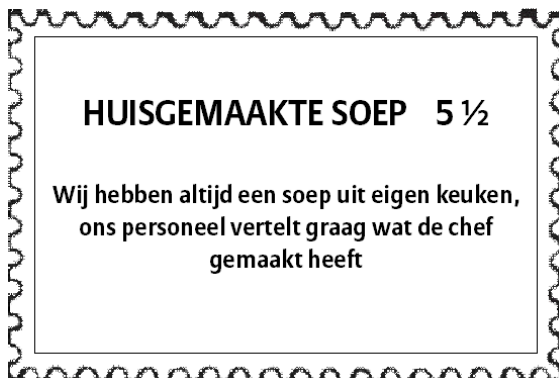 HUISGEMAAKTE SOEP 5 ½
Wij hebben altijd een soep uit eigen keuken,
ons personeel vertelt graag wat de chef
gemaakt heeft